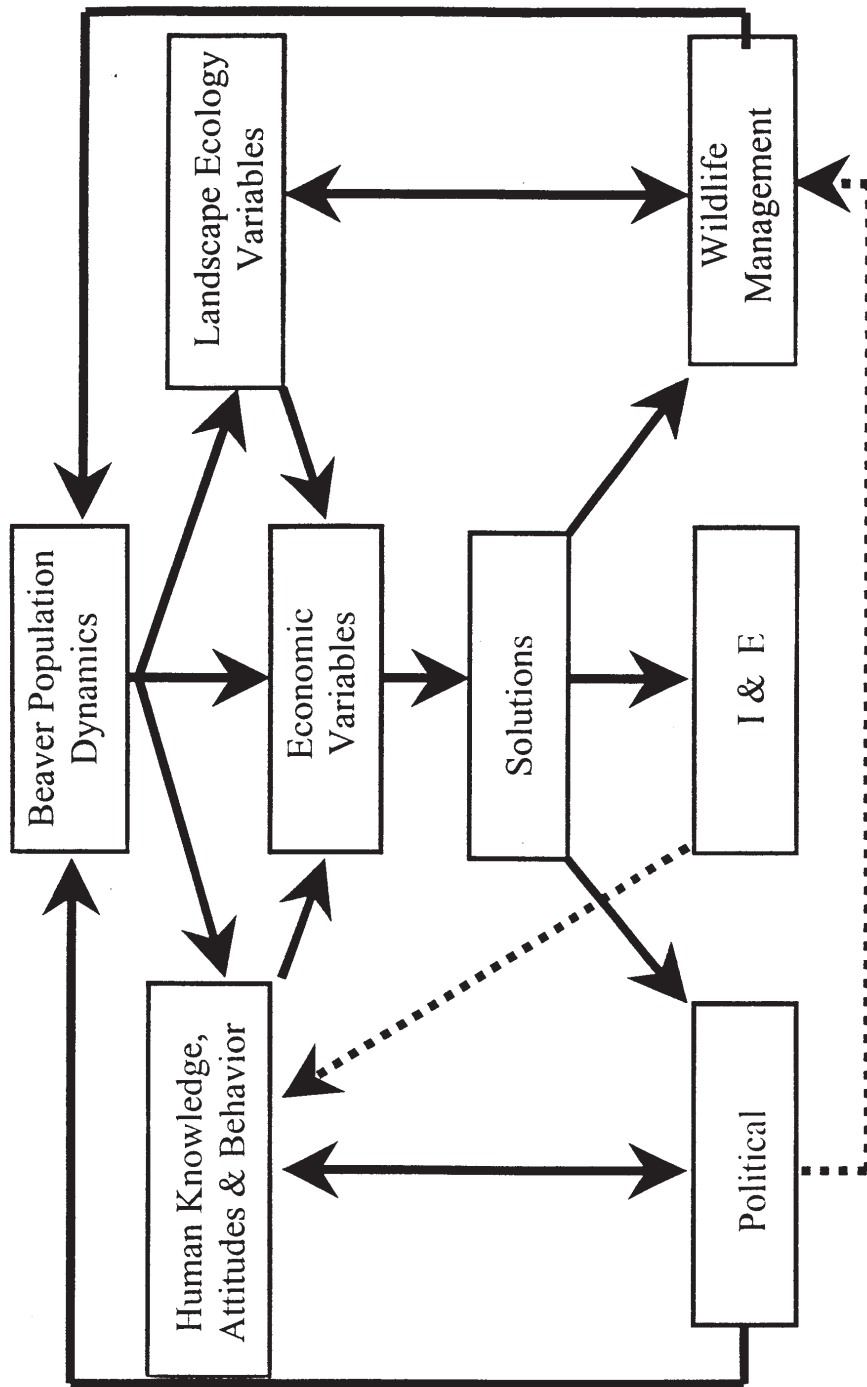 Beaver Population
Dynamics
Human Knowledge,
Attitudes & Behavior
Landscape Ecology
Variables
Economic
Variables
Solutions
Political
I & E
Wildlife
Management